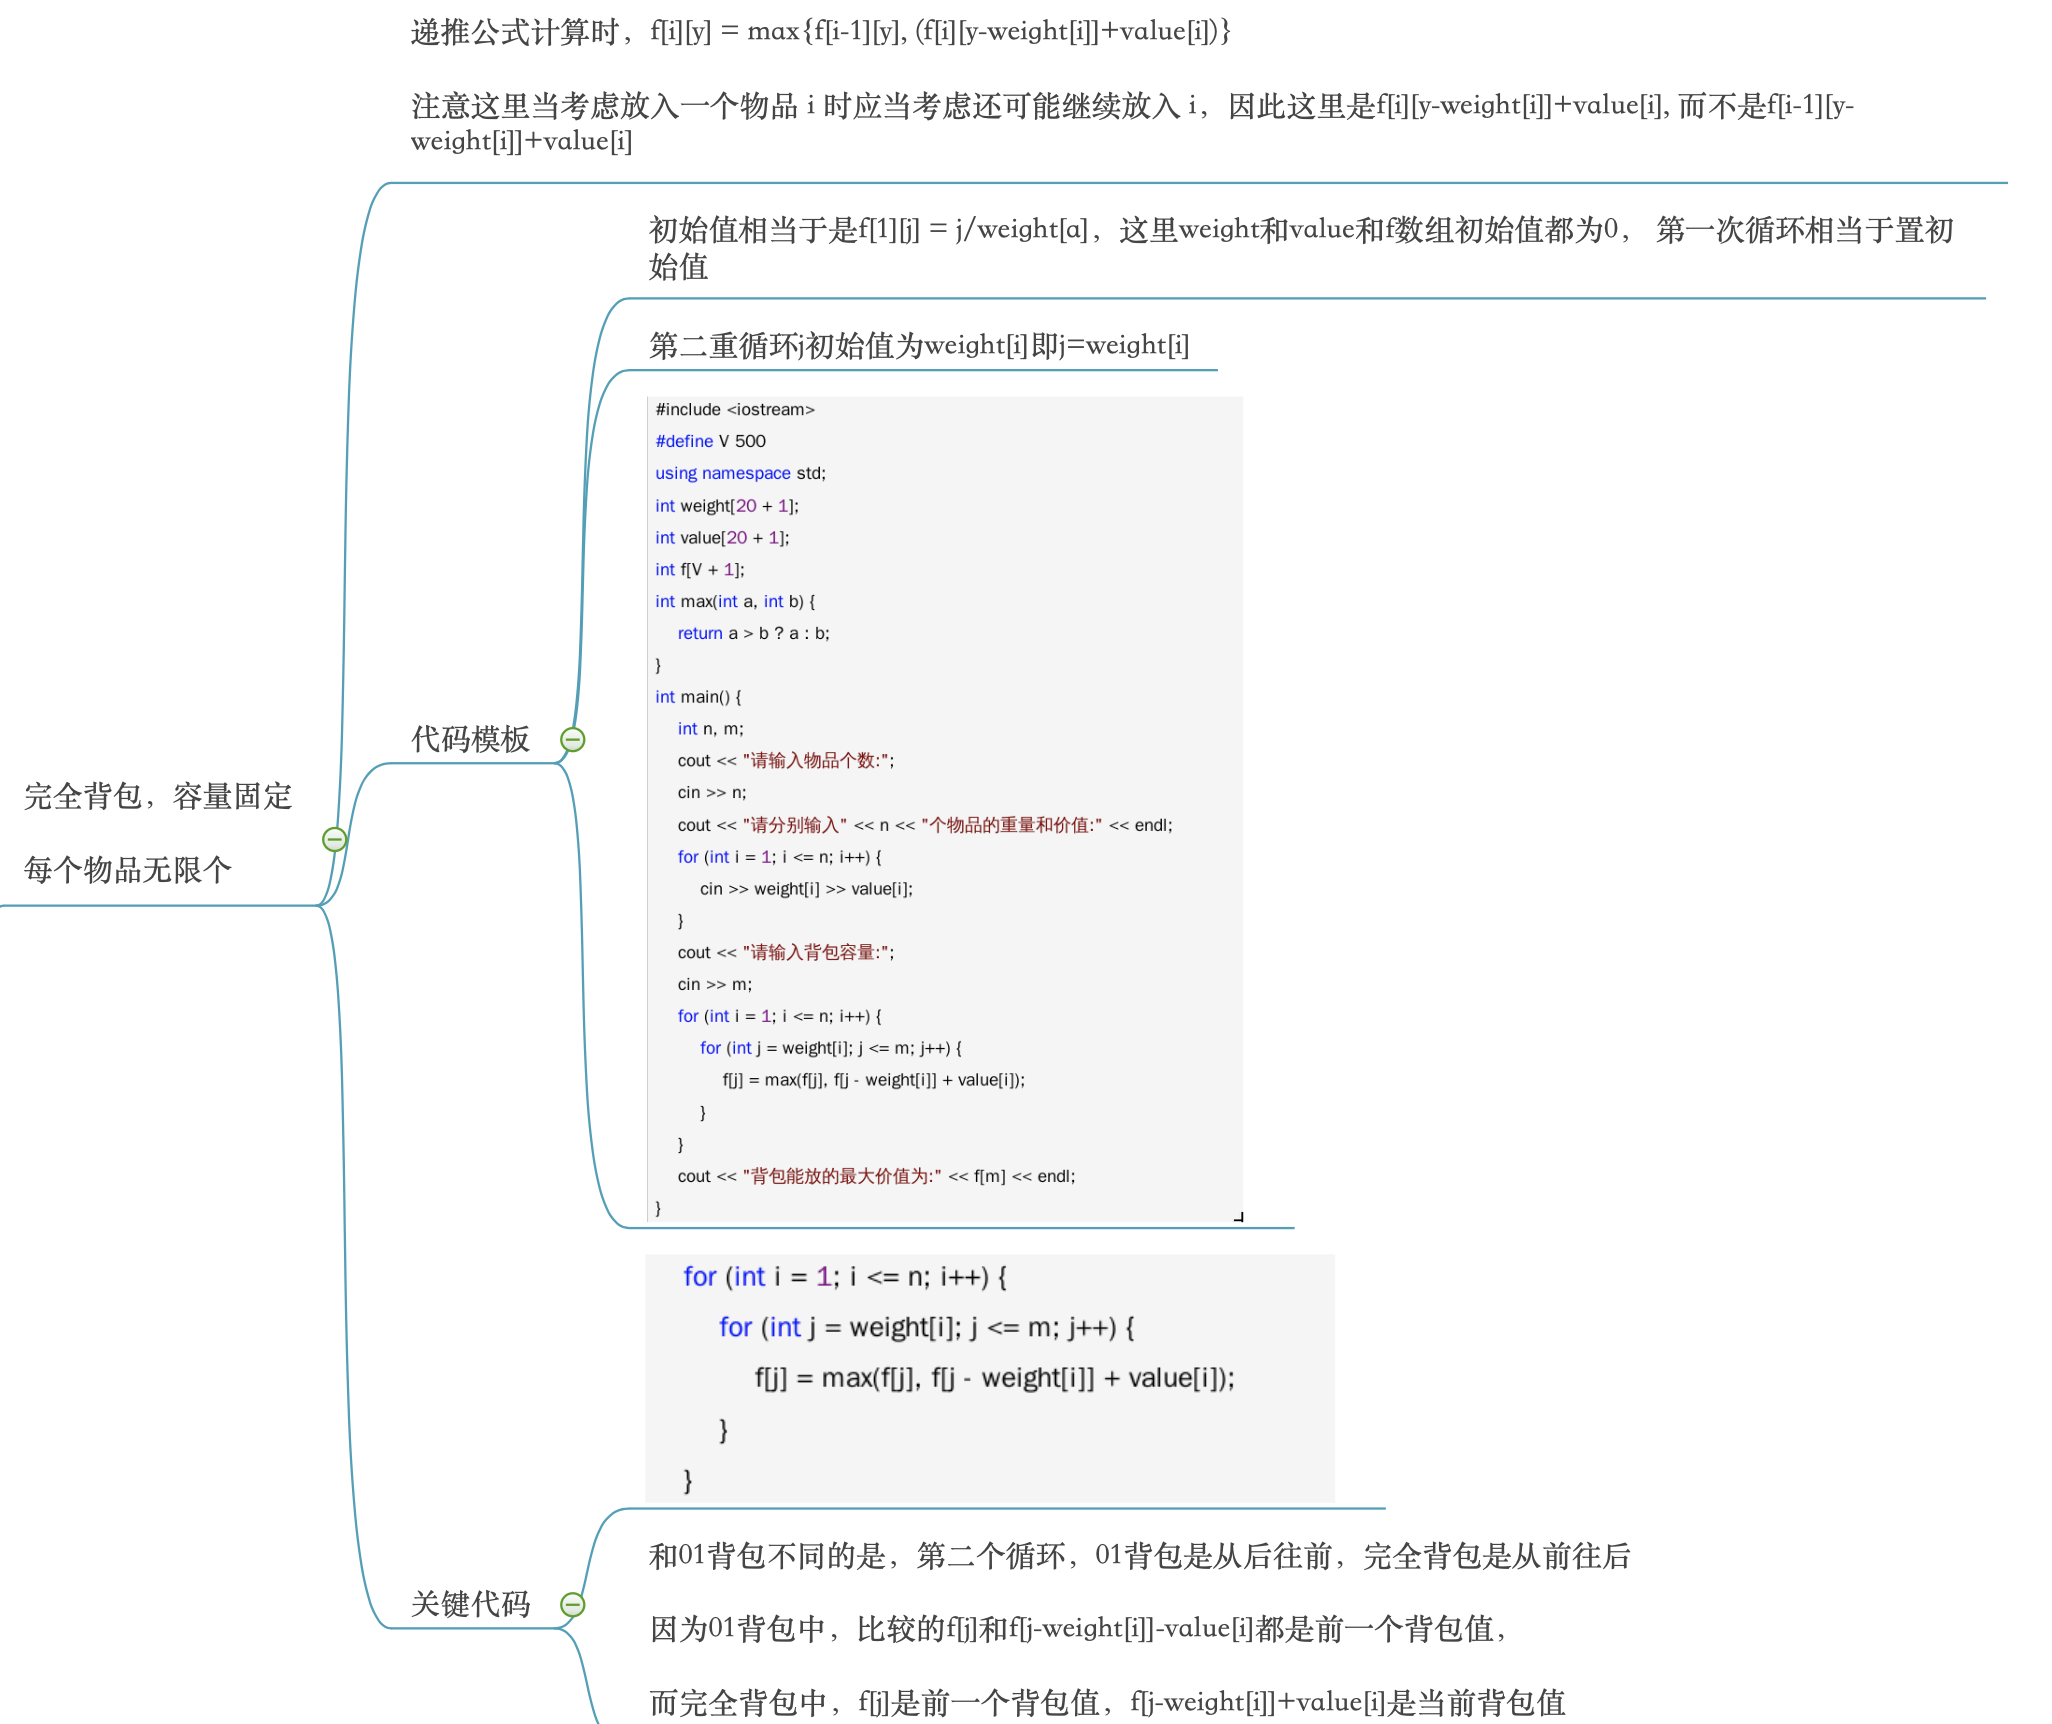 递推公式计算时，f[i][y] = max{f[i-1][y], (f[i][y-weight[i]]+value[i])}
注意这里当考虑放入一个物品 i 时应当考虑还可能继续放入 i，因此这里是f[i][y-weight[i]]+value[i], 而不是f[i-1][y-
weight[i]]+value[i]
初始值相当于是f[1][j] = j/weight[a]，这里weight和value和f数组初始值都为0， 第一次循环相当于置初
始值
第二重循环j初始值为weight[i]即j=weight[i]
#include <iostream>
#define V 500
using namespace std;
int weight[20 + 1];
int value[20 + 1];
int f[V + 1];
int max(int a, int b) {
return a > b ? a : b;
}
int main() {
int n, m;
cout << "请输入物品个数:";
cin >> n;
cout << "请分别输入" << n << "个物品的重量和价值:" << endl;
for (int i = 1; i <= n; i++) {
cin >> weight[i] >> value[i];
}
cout << "请输入背包容量:";
cin >> m;
for (int i = 1; i <= n; i++) {
for (int j = weight[i]; j <= m; j++) {
f[j] = max(f[j], f[j - weight[i]] + value[i]);
}
}
cout << "背包能放的最大价值为:" << f[m] << endl;
}
代码模板
完全背包，容量固定
每个物品无限个
for (int i = 1; i <= n; i++) {
for (int j = weight[i]; j <= m; j++) {
f[j] = max(f[j], f[j - weight[i]] + value[i]);
}
}
关键代码
和01背包不同的是，第二个循环，01背包是从后往前，完全背包是从前往后
因为01背包中，比较的f[j]和f[j-weight[i]]-value[i]都是前一个背包值，
而完全背包中，f[j]是前一个背包值，f[j-weight[i]]+value[i]是当前背包值